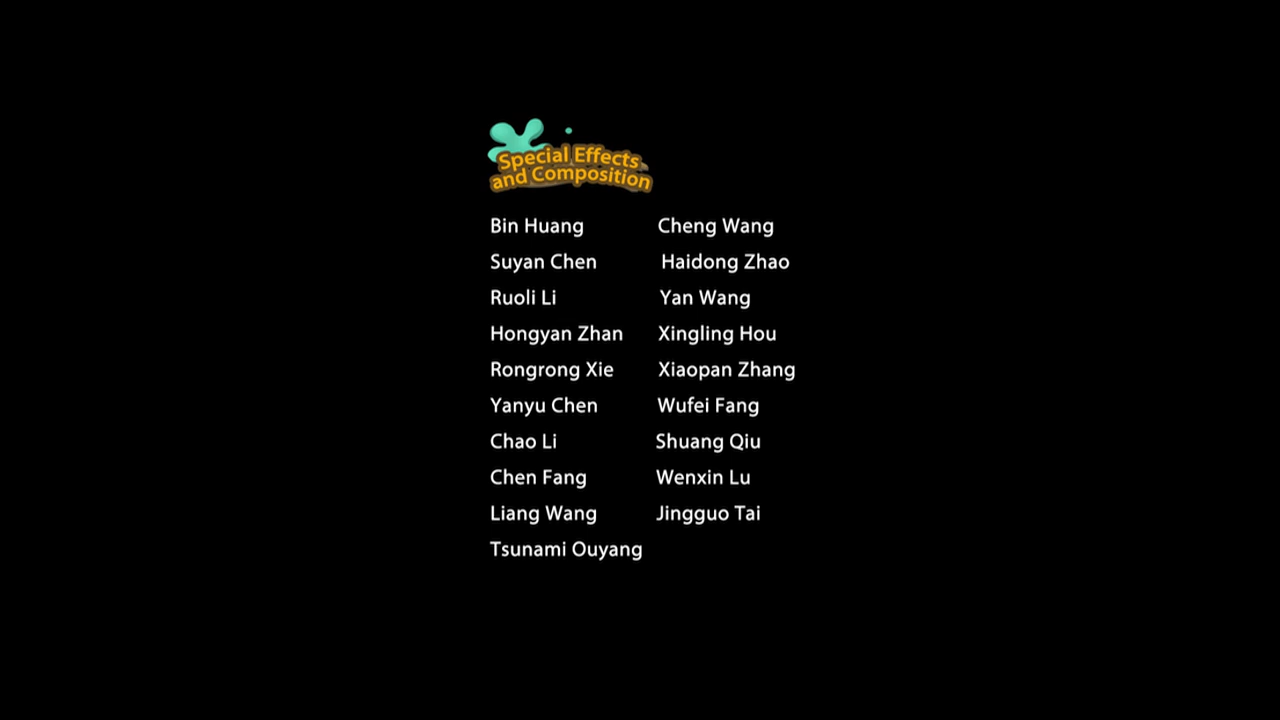 Special Effects
and Composition
Bin Huang Cheng Wang
Suyan Chen Haidong Zhao
Ruoli Li Yan Wang
Hongyan Zhan Xingling Hou
Rongrong Xie Xiaopan Zhang
Yanyu Chen Wufei Fang
Chao Li Shuang Qiu
Chen Fang Wenxin Lu
Liang Wang Jingguo Tai
Tsunami Ouyang